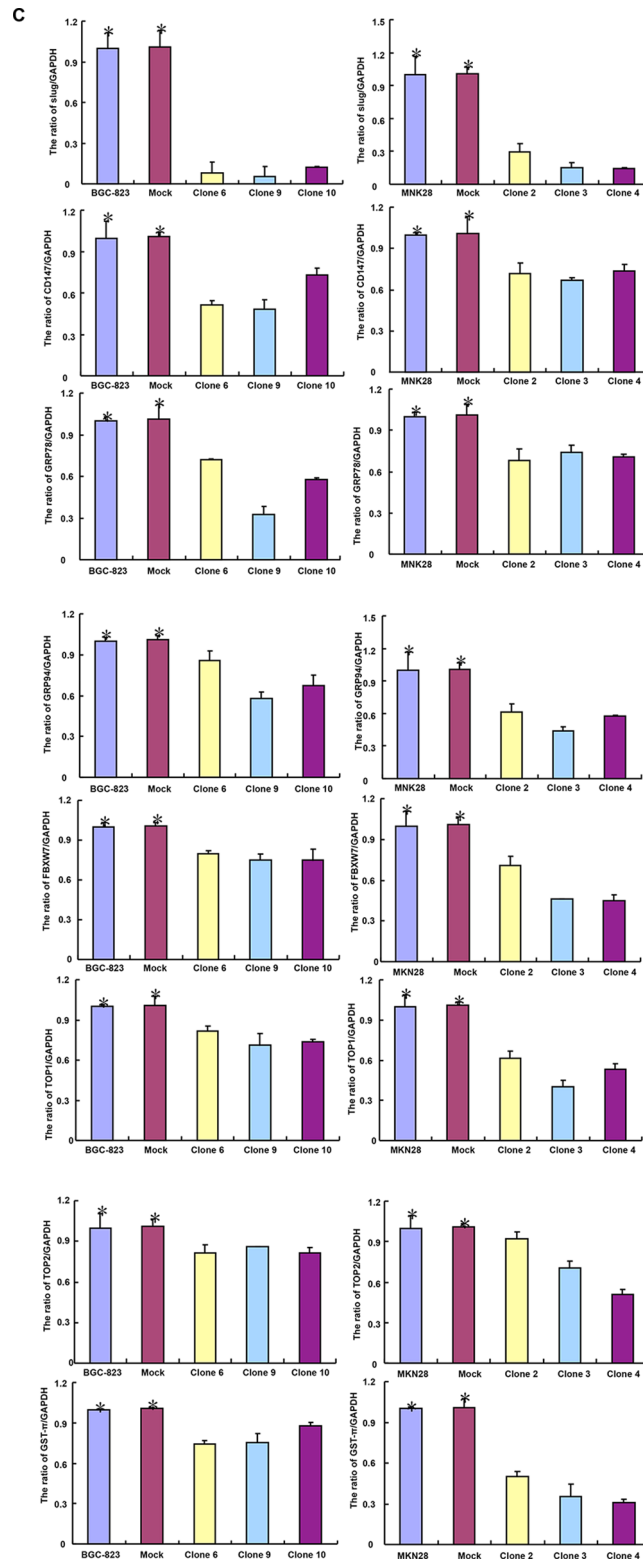 C
The ratio of slug/GAPDH
1.2
0.9
0.6
0.3
0
BGC-823 Mock Clone 6 Clone 9 Clone 10
The ratio of slug/GAPDH
1.5
1.2
0.9
0.6
0.3
0
MNK28 Mock Clone 2 Clone 3 Clone 4
The ratio of CD147/GAPDH
1.2
0.9
0.6
0.3
0
BGC-823 Mock Clone 6 Clone 9 Clone 10
The ratio of CD147/GAPDH
1.2
0.9
0.6
0.3
0
MNK28 Mock Clone 2 Clone 3 Clone 4
The ratio of GRP78/GAPDH
1.2
0.9
0.6
0.3
0
BGC-823 Mock Clone 6 Clone 9 Clone 10
The ratio of GRP78/GAPDH
1.5
1.2
0.9
0.6
0.3
0
MNK28 Mock Clone 2 Clone 3 Clone 4
The ratio of GRP94/GAPDH
1.2
0.9
0.6
0.3
0
BGC-823 Mock Clone 6 Clone 9 Clone 10
The ratio of GRP94/GAPDH
1.5
1.2
0.9
0.6
0.3
0
MNK28 Mock Clone 2 Clone 3 Clone 4
The ratio of FBXW7/GAPDH
1.2
0.9
0.6
0.3
0
BGC-823 Mock Clone 6 Clone 9 Clone 10
The ratio of FBXW7/GAPDH
1.2
0.9
0.6
0.3
0
MKN28 Mock Clone 2 Clone 3 Clone 4
The ratio of TOP1/GAPDH
1.2
0.9
0.6
0.3
0
BGC-823 Mock Clone 6 Clone 9 Clone 10
The ratio of TOP1/GAPDH
1.2
0.9
0.6
0.3
0
MKN28 Mock Clone 2 Clone 3 Clone 4
The ratio of TOP2/GAPDH
1.2
0.9
0.6
0.3
0
BGC-823 Mock Clone 6 Clone 9 Clone 10
The ratio of TOP2/GAPDH
1.2
0.9
0.6
0.3
0
MKN28 Mock Clone 2 Clone 3 Clone 4
The ratio of GST-π/GAPDH
1.2
0.9
0.6
0.3
0
BGC-823 Mock Clone 6 Clone 9 Clone 10
The ratio of GST-π/GAPDH
1.2
0.9
0.6
0.3
0
MKN28 Mock Clone 2 Clone 3 Clone 4